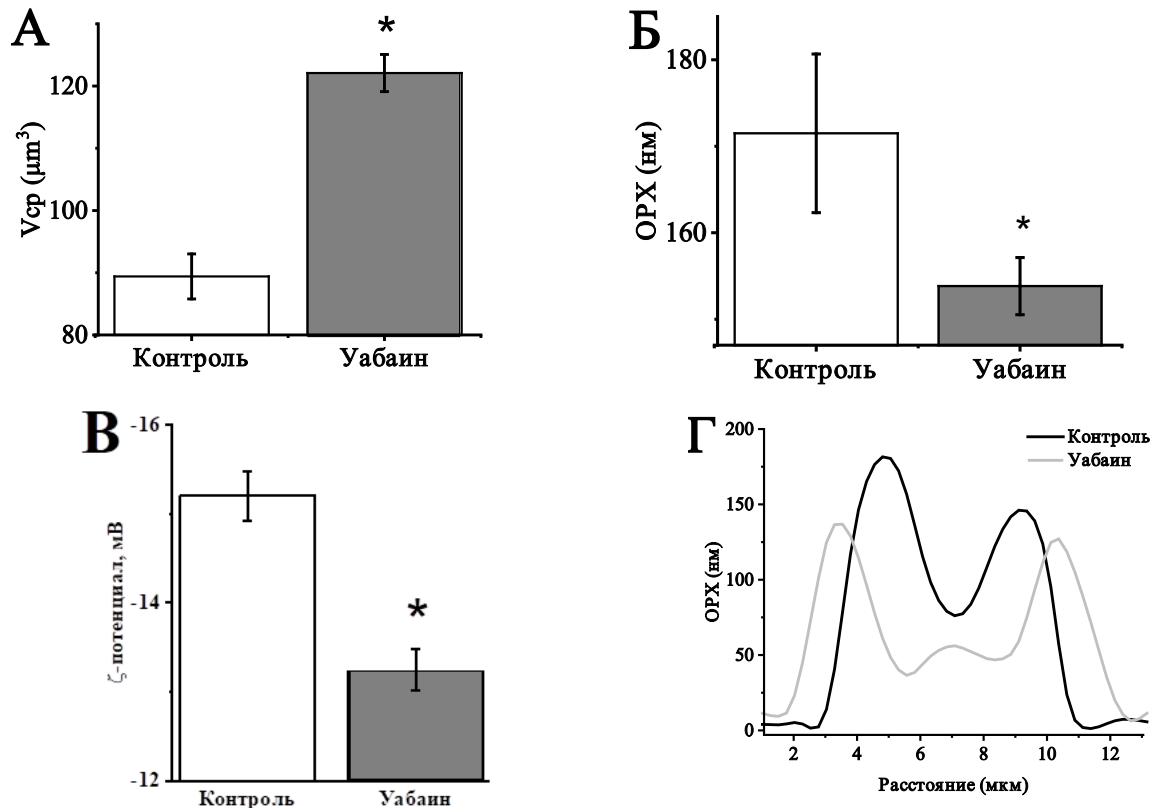 А
*
120
100
80
Vср (μm³)
Контроль
Уабаин
Б
180
160
*
ОРХ (нм)
Контроль
Уабаин
В
-16
-14
-12
*
ζ-потенциал, мВ
Контроль
Уабаин
Г
200
150
100
50
0
ОРХ (нм)
Контроль
Уабаин
2 4 6 8 10 12
Расстояние (мкм)